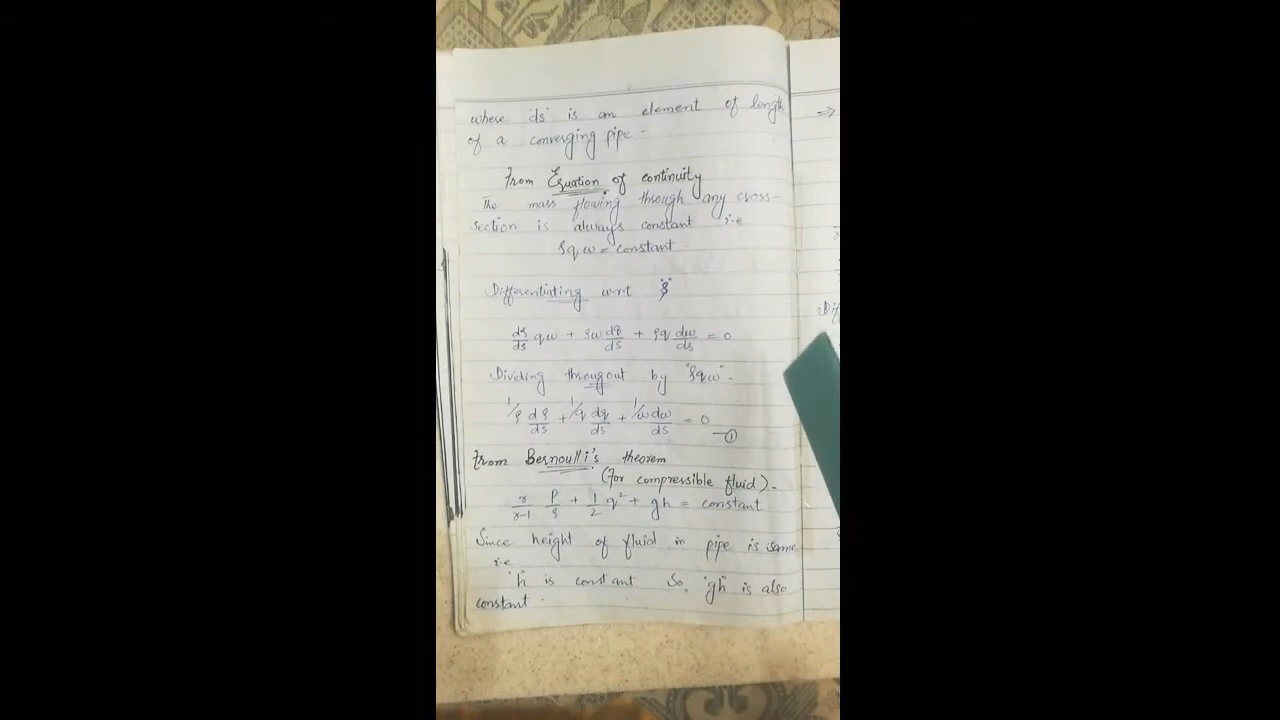 where "ds" is an element of length
of a converging pipe -
From Equation of continuity
The mass flowing through any cross-
section is always constant i.e
ρqω = constant.
Differentiating w.r.t "s"
dρ/ds qω + ρω dq/ds + ρq dω/ds = 0
Dividing througout by "ρqω" -
1/ρ dρ/ds + 1/q dq/ds + 1/ω dω/ds = 0 —①
From Bernoulli's theorem
(For compressible fluid) -
r/r-1 P/ρ + 1/2 q² + gh = constant
Since height of fluid in pipe is same
i.e
"h" is constant So, "gh" is also
constant.